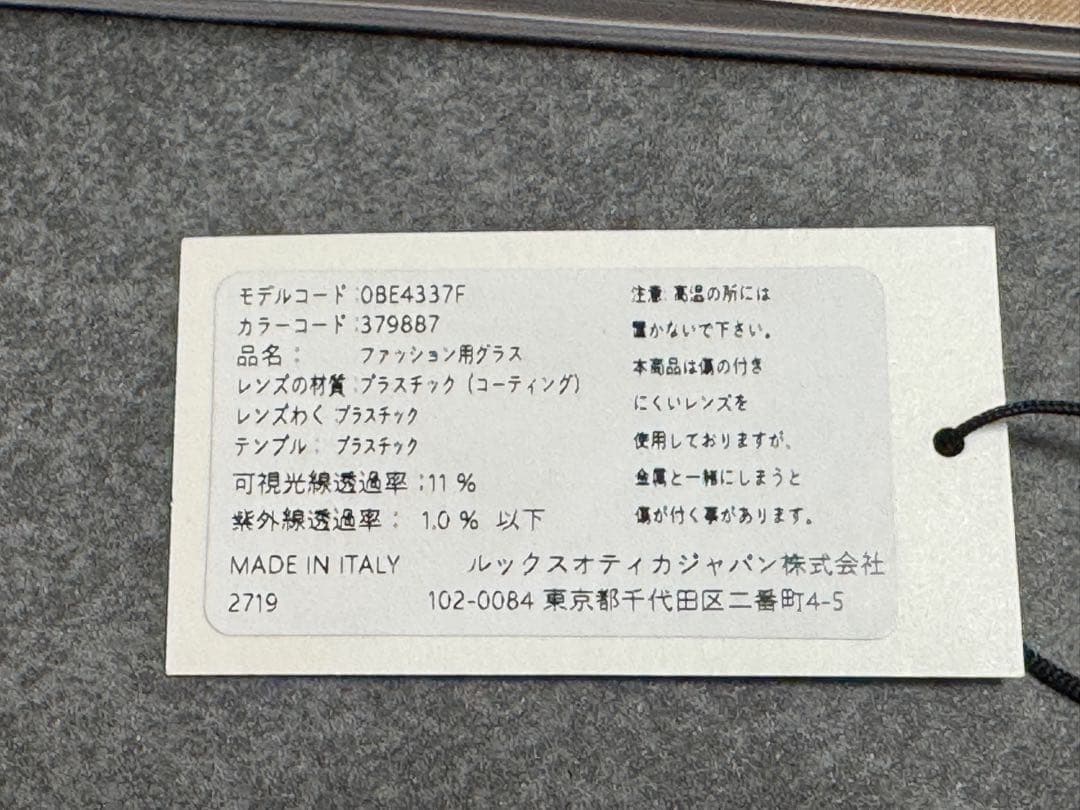 モデルコード:0BE4337F
カラーコード:379887
品名: ファッション用グラス
レンズの材質:プラスチック (コーティング)
レンズわく プラスチック
テンプル: プラスチック
可視光線透過率:11 %
紫外線透過率: 1.0 % 以下
注意:高温の所には
置かないで下さい。
本商品は傷の付き
にくいレンズを
使用しておりますが、
金属と一緒にしまうと
傷が付く事があります。
MADE IN ITALY ルックスオティカジャパン株式会社
2719 102-0084 東京都千代田区二番町4-5